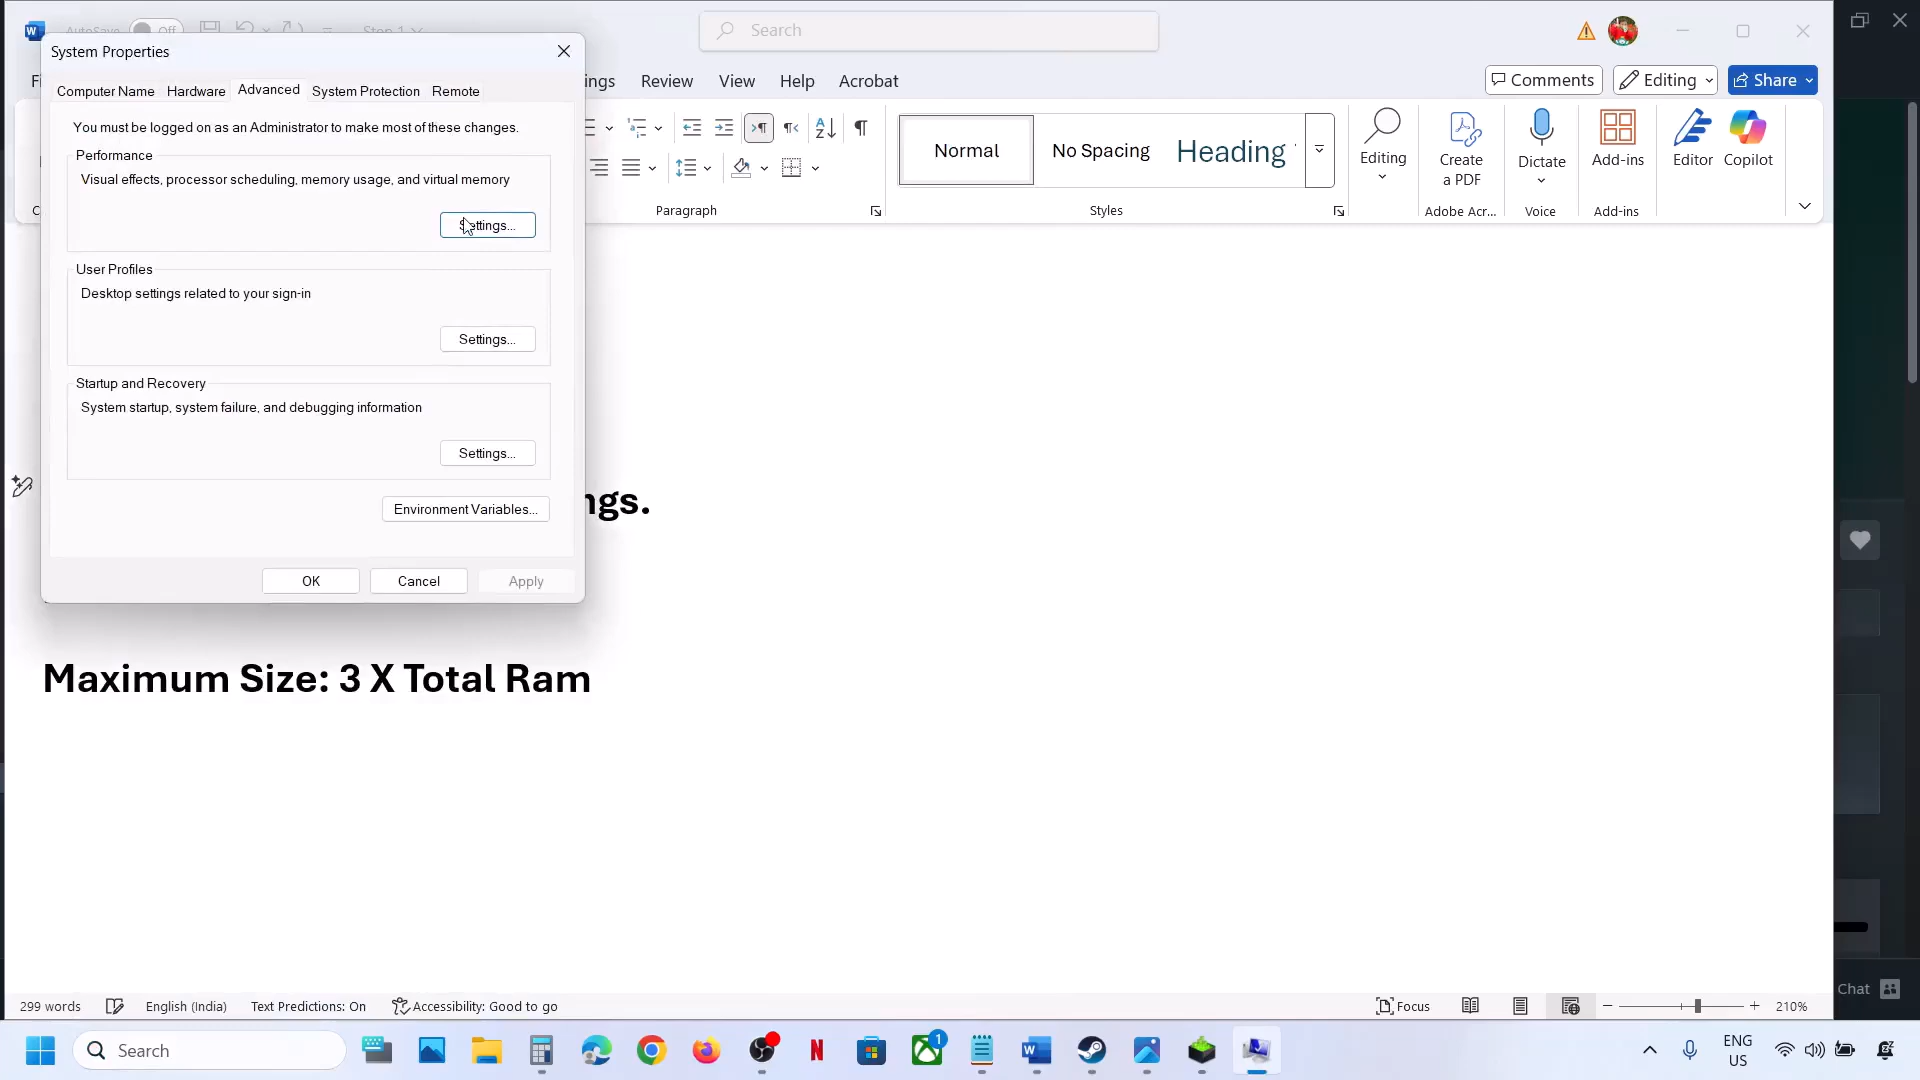 AutoSave
Off
Step 1
Search
System Properties
Computer Name
Hardware
Advanced
System Protection
Remote
You must be logged on as an Administrator to make most of these changes.
Performance
Visual effects, processor scheduling, memory usage, and virtual memory
Settings...
User Profiles
Desktop settings related to your sign-in
Settings...
Startup and Recovery
System startup, system failure, and debugging information
Settings...
Environment Variables...
OK
Cancel
Apply
Review
View
Help
Acrobat
Comments
Editing
Share
Normal
No Spacing
Heading
Editing
Create
a PDF
Dictate
Add-ins
Editor
Copilot
Paragraph
Styles
Adobe Acr...
Voice
Add-ins
Maximum Size: 3 X Total Ram
Chat
299 words
English (India)
Text Predictions: On
Accessibility: Good to go
Focus
210%
Search
1
ENG
US